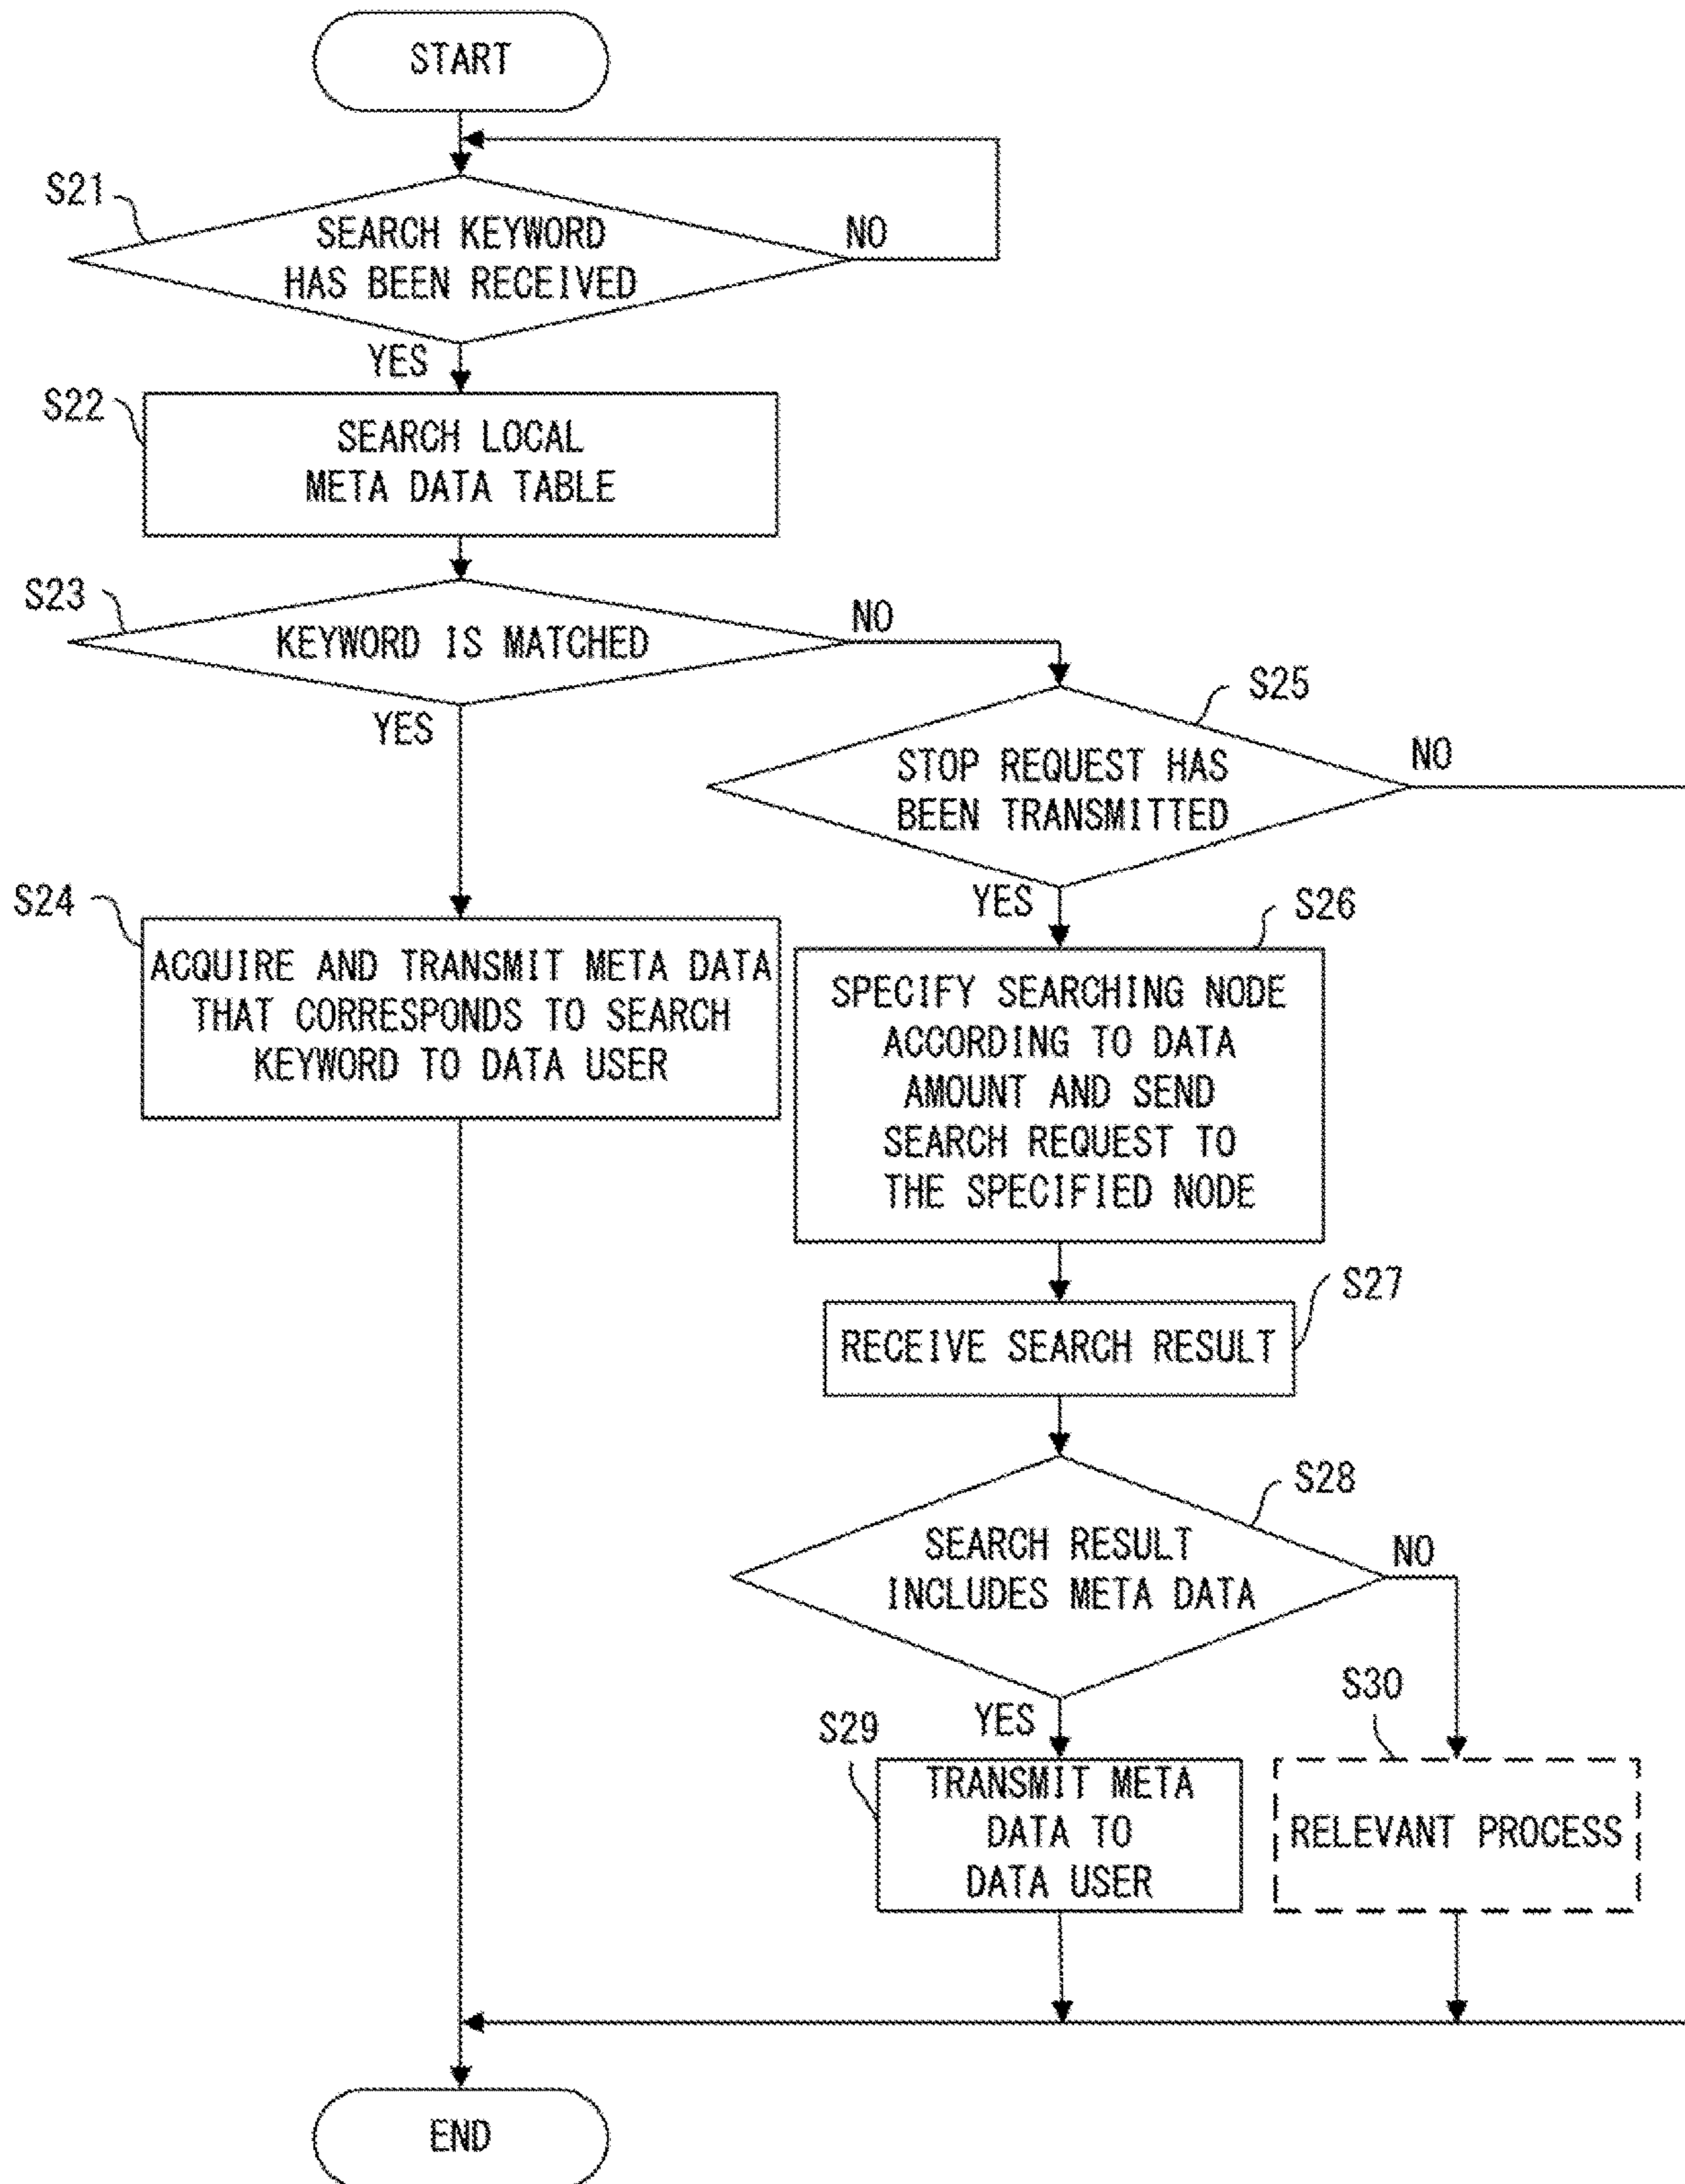 START
S21
SEARCH KEYWORD
HAS BEEN RECEIVED
NO
YES
S22
SEARCH LOCAL
META DATA TABLE
S23
KEYWORD IS MATCHED
NO
YES
S25
STOP REQUEST HAS
BEEN TRANSMITTED
NO
YES
S24
ACQUIRE AND TRANSMIT META DATA
THAT CORRESPONDS TO SEARCH
KEYWORD TO DATA USER
S26
SPECIFY SEARCHING NODE
ACCORDING TO DATA
AMOUNT AND SEND
SEARCH REQUEST TO
THE SPECIFIED NODE
S27
RECEIVE SEARCH RESULT
S28
SEARCH RESULT
INCLUDES META DATA
NO
YES
S29
TRANSMIT META
DATA TO
DATA USER
S30
RELEVANT PROCESS
END